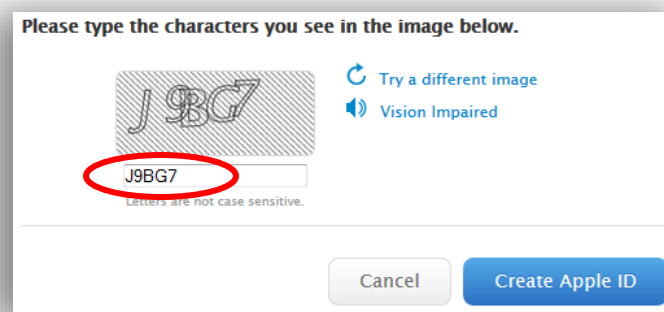 Please type the characters you see in the image below.
J9BG7
Try a different image
Vision Impaired
J9BG7
Letters are not case sensitive.
Cancel
Create Apple ID